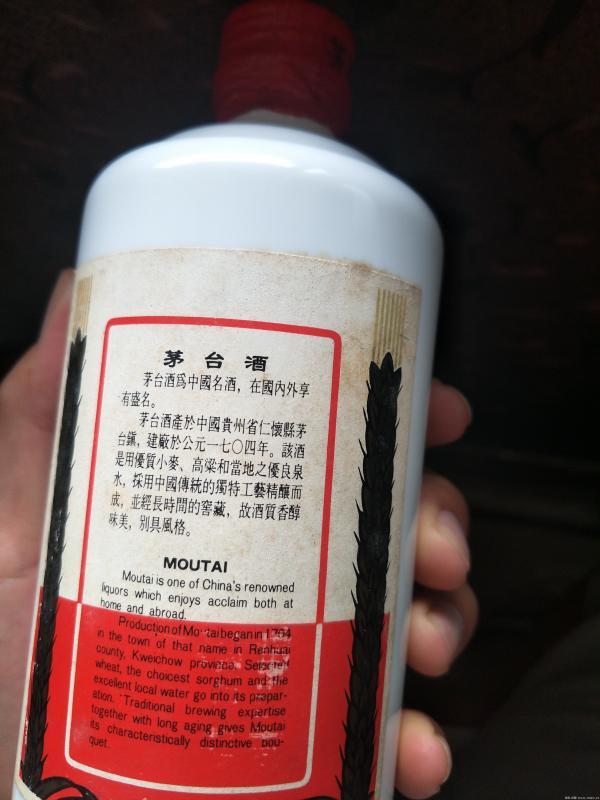 茅台酒
茅台酒爲中國名酒，在國內外享
有盛名。
茅台酒產於中國貴州省仁懷縣茅
台鎮，建廠於公元一七〇四年。該酒
是用優質小麥、高粱和當地之優良泉
水，採用中國傳統的獨特工藝精釀而
成，並經長時間的窖藏，故酒質香醇
味美，別具風格。
MOUTAI
Moutai is one of China's renowned
liquors which enjoys acclaim both at
home and abroad.
Production of Moutai began in 1704
in the town of that name in Renhuai
county, Kweichow province. Selected
wheat, the choicest sorghum and the
excellent local water go into its prepar-
ation. Traditional brewing expertise
together with long aging gives Moutai
its characteristically distinctive bou-
quet.